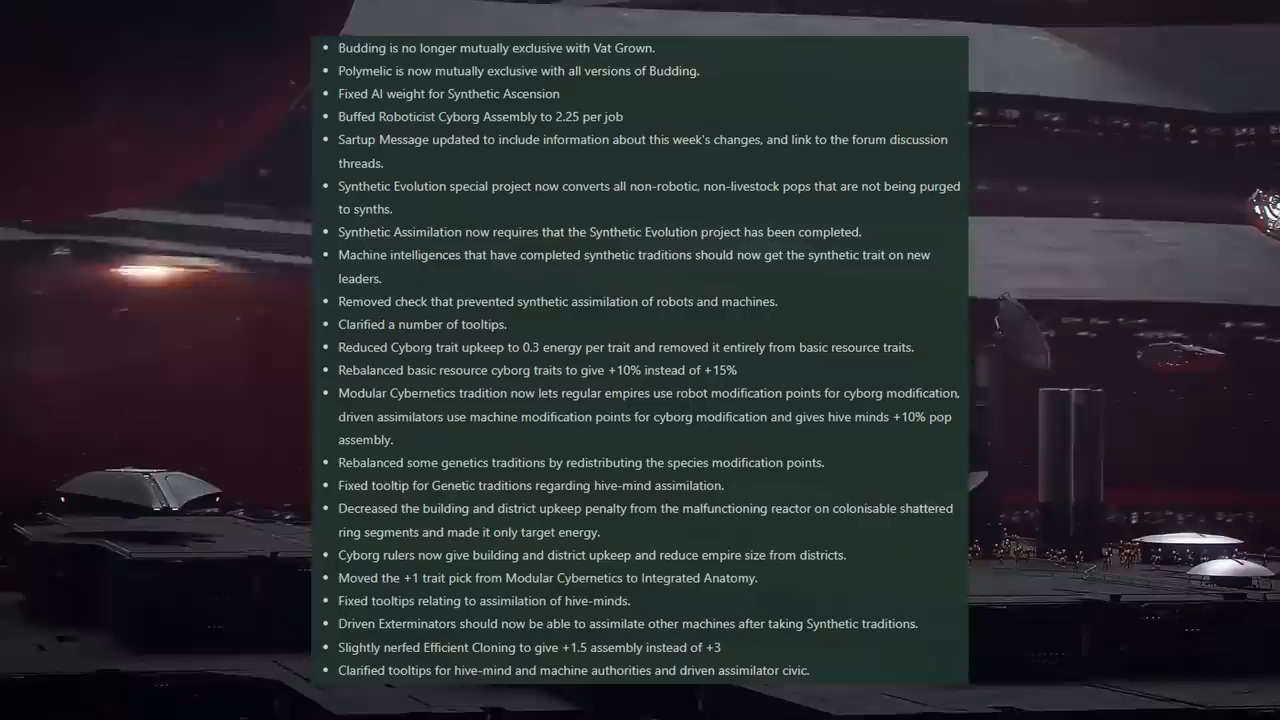 • Budding is no longer mutually exclusive with Vat Grown.
• Polymelic is now mutually exclusive with all versions of Budding.
• Fixed AI weight for Synthetic Ascension
• Buffed Roboticist Cyborg Assembly to 2.25 per job
• Sartup Message updated to include information about this week's changes, and link to the forum discussion
threads.
• Synthetic Evolution special project now converts all non-robotic, non-livestock pops that are not being purged
to synths.
• Synthetic Assimilation now requires that the Synthetic Evolution project has been completed.
• Machine intelligences that have completed synthetic traditions should now get the synthetic trait on new
leaders.
• Removed check that prevented synthetic assimilation of robots and machines.
• Clarified a number of tooltips.
• Reduced Cyborg trait upkeep to 0.3 energy per trait and removed it entirely from basic resource traits.
• Rebalanced basic resource cyborg traits to give +10% instead of +15%
• Modular Cybernetics tradition now lets regular empires use robot modification points for cyborg modification,
driven assimilators use machine modification points for cyborg modification and gives hive minds +10% pop
assembly.
• Rebalanced some genetics traditions by redistributing the species modification points.
• Fixed tooltip for Genetic traditions regarding hive-mind assimilation.
• Decreased the building and district upkeep penalty from the malfunctioning reactor on colonisable shattered
ring segments and made it only target energy.
• Cyborg rulers now give building and district upkeep and reduce empire size from districts.
• Moved the +1 trait pick from Modular Cybernetics to Integrated Anatomy.
• Fixed tooltips relating to assimilation of hive-minds.
• Driven Exterminators should now be able to assimilate other machines after taking Synthetic traditions.
• Slightly nerfed Efficient Cloning to give +1.5 assembly instead of +3
• Clarified tooltips for hive-mind and machine authorities and driven assimilator civic.